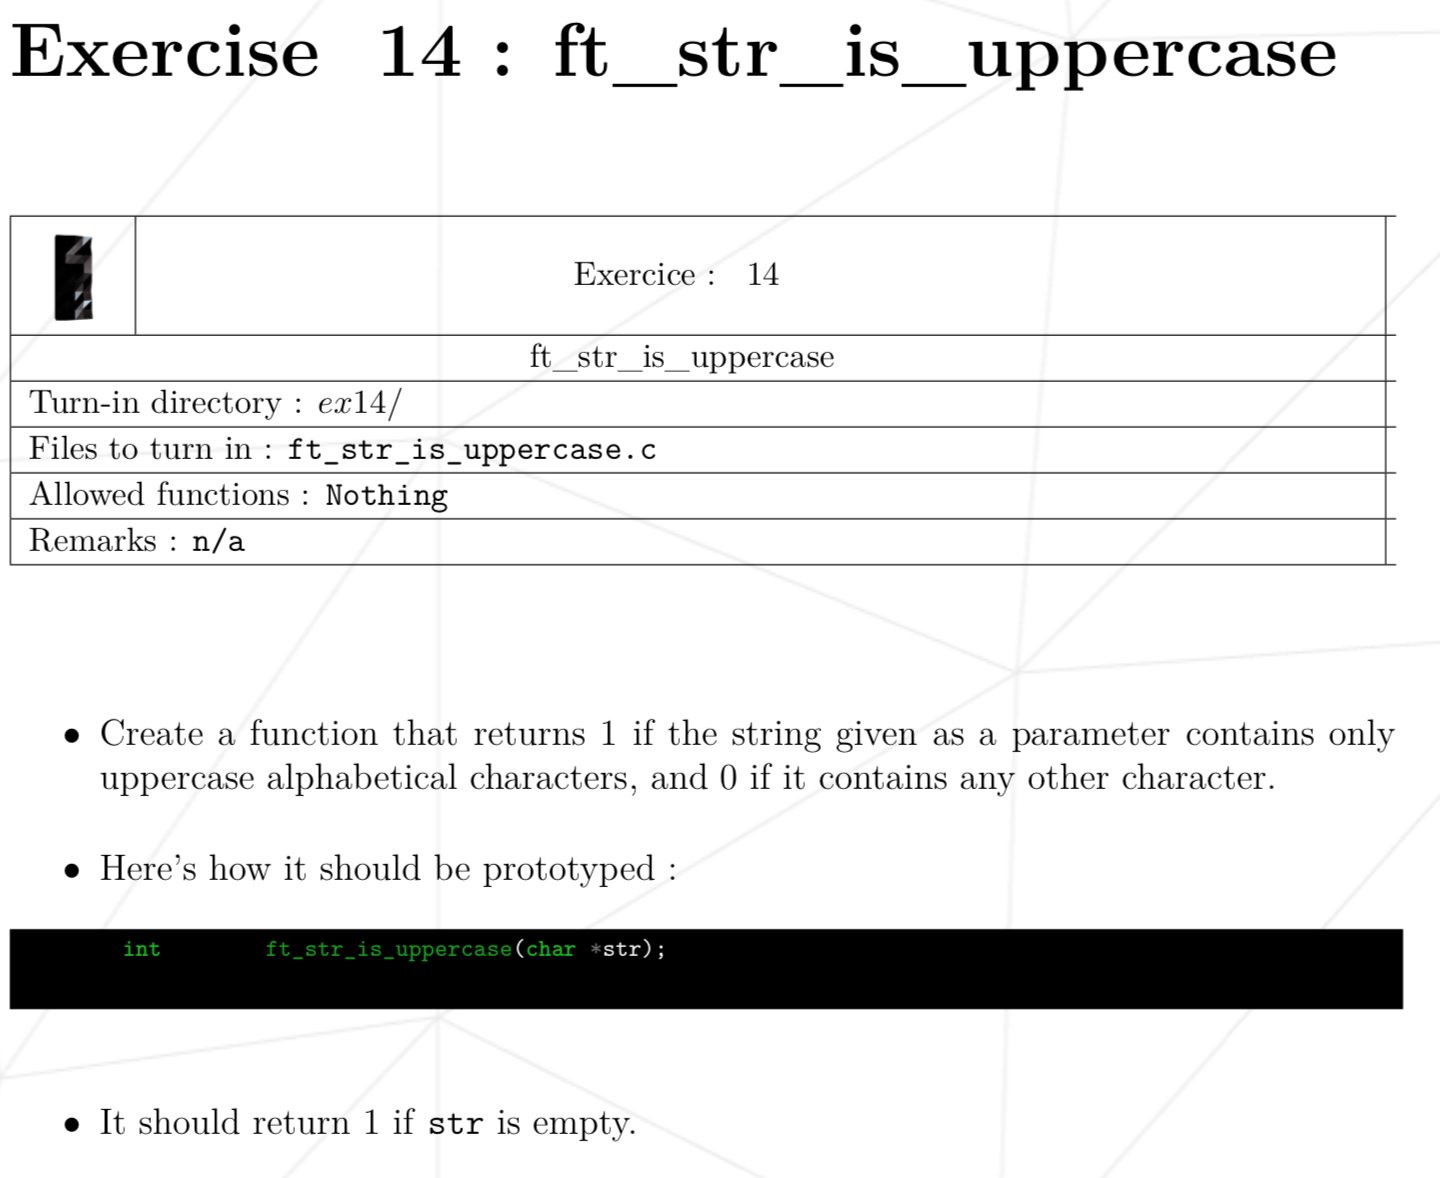 Exercise 14 : ft_str_is_uppercase
Exercice : 14
ft_str_is_uppercase
Turn-in directory : ex14/
Files to turn in : ft_str_is_uppercase.c
Allowed functions : Nothing
Remarks : n/a
• Create a function that returns 1 if the string given as a parameter contains only
uppercase alphabetical characters, and 0 if it contains any other character.
• Here's how it should be prototyped :
int ft_str_is_uppercase(char *str);
• It should return 1 if str is empty.